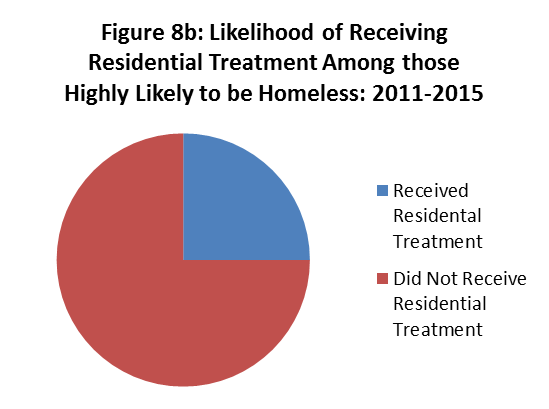 Figure 8b: Likelihood of Receiving
Residential Treatment Among those
Highly Likely to be Homeless: 2011-2015
Received
Residental
Treatment
Did Not Receive
Residential
Treatment